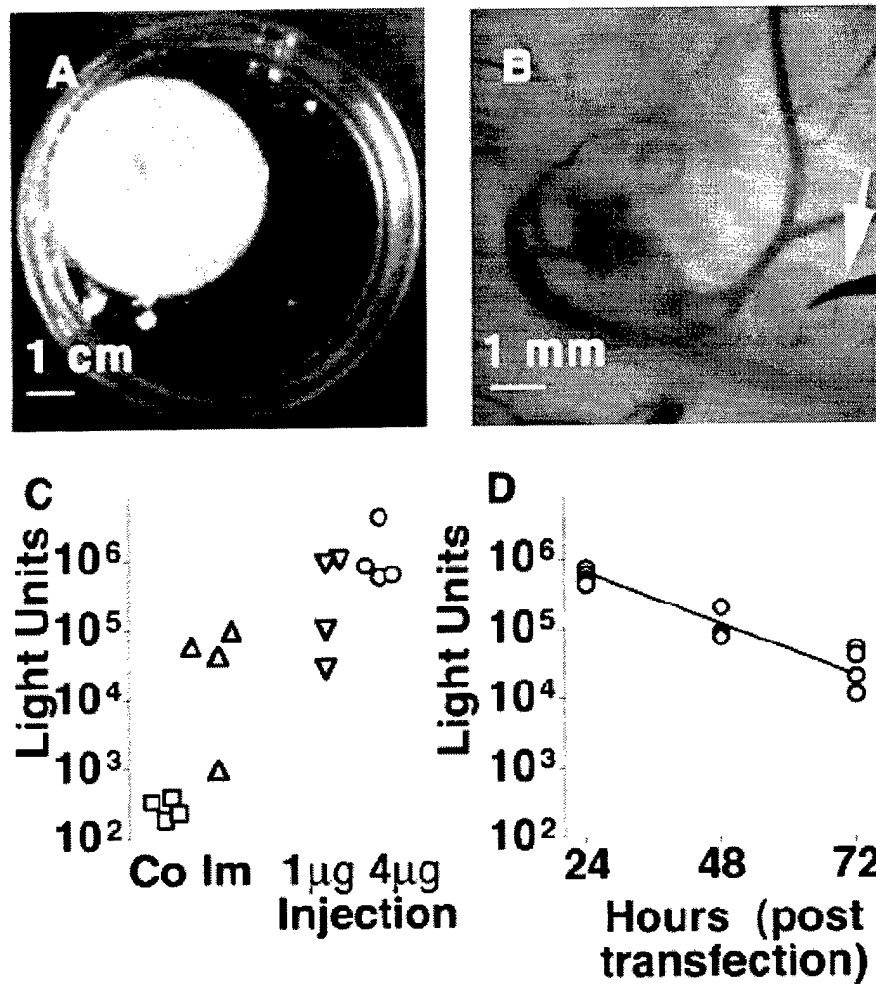 A
1 cm
B
1 mm
C
Light Units
10⁶
10⁵
10⁴
10³
10²
Co Im 1µg 4µg
Injection
D
Light Units
10⁶
10⁵
10⁴
10³
10²
24 48 72
Hours (post
transfection)